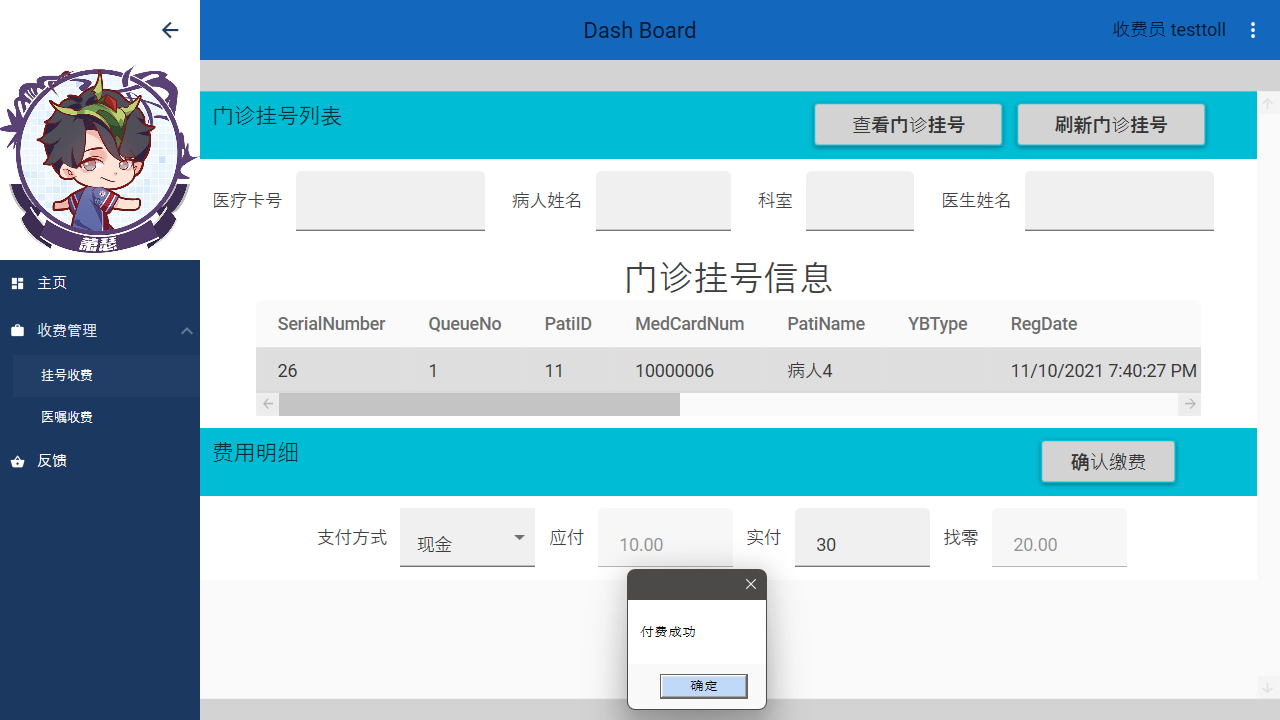 Dash Board
收费员 testtoll
萧瑟
主页
收费管理
挂号收费
医嘱收费
反馈
门诊挂号列表
查看门诊挂号
刷新门诊挂号
医疗卡号
病人姓名
科室
医生姓名
门诊挂号信息
SerialNumber QueueNo PatiID MedCardNum PatiName YBType RegDate
26 1 11 10000006 病人4 11/10/2021 7:40:27 PM
费用明细
确认缴费
支付方式 现金 应付 10.00 实付 30 找零 20.00
付费成功
确定